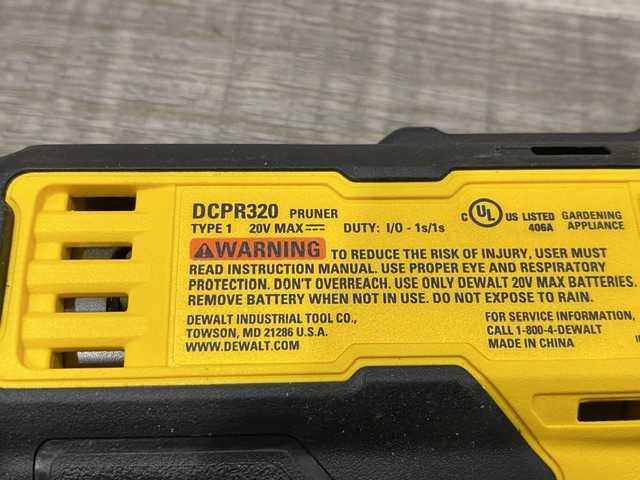 DCPR320 PRUNER
TYPE 1 20V MAX DUTY: I/O - 1s/1s
C UL US LISTED GARDENING
406A APPLIANCE
WARNING TO REDUCE THE RISK OF INJURY, USER MUST
READ INSTRUCTION MANUAL. USE PROPER EYE AND RESPIRATORY
PROTECTION. DON'T OVERREACH. USE ONLY DEWALT 20V MAX BATTERIES.
REMOVE BATTERY WHEN NOT IN USE. DO NOT EXPOSE TO RAIN.
DEWALT INDUSTRIAL TOOL CO.,
TOWSON, MD 21286 U.S.A.
WWW.DEWALT.COM
FOR SERVICE INFORMATION,
CALL 1-800-4-DEWALT
MADE IN CHINA